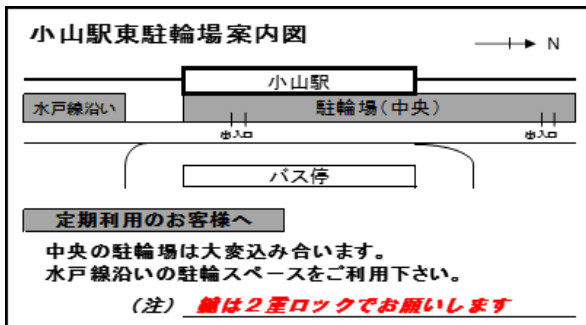 小山駅東駐輪場案内図
N
小山駅
水戸線沿い
駐輪場(中央)
出入口
出入口
バス停
定期利用のお客様へ
中央の駐輪場は大変込み合います。
水戸線沿いの駐輪スペースをご利用下さい。
(注) 鍵は2重ロックでお願いします